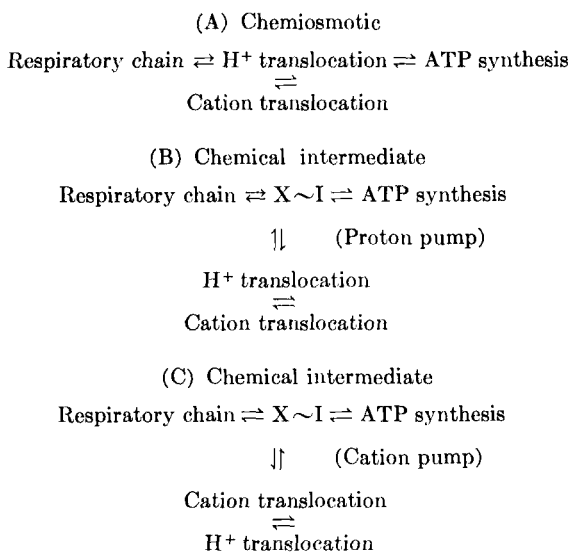 (A) Chemiosmotic
Respiratory chain ⇌ H⁺ translocation ⇌ ATP synthesis
⇌
Cation translocation
(B) Chemical intermediate
Respiratory chain ⇌ X∼I ⇌ ATP synthesis
⥮ (Proton pump)
H⁺ translocation
⇌
Cation translocation
(C) Chemical intermediate
Respiratory chain ⇌ X∼I ⇌ ATP synthesis
⥯ (Cation pump)
Cation translocation
⇌
H⁺ translocation